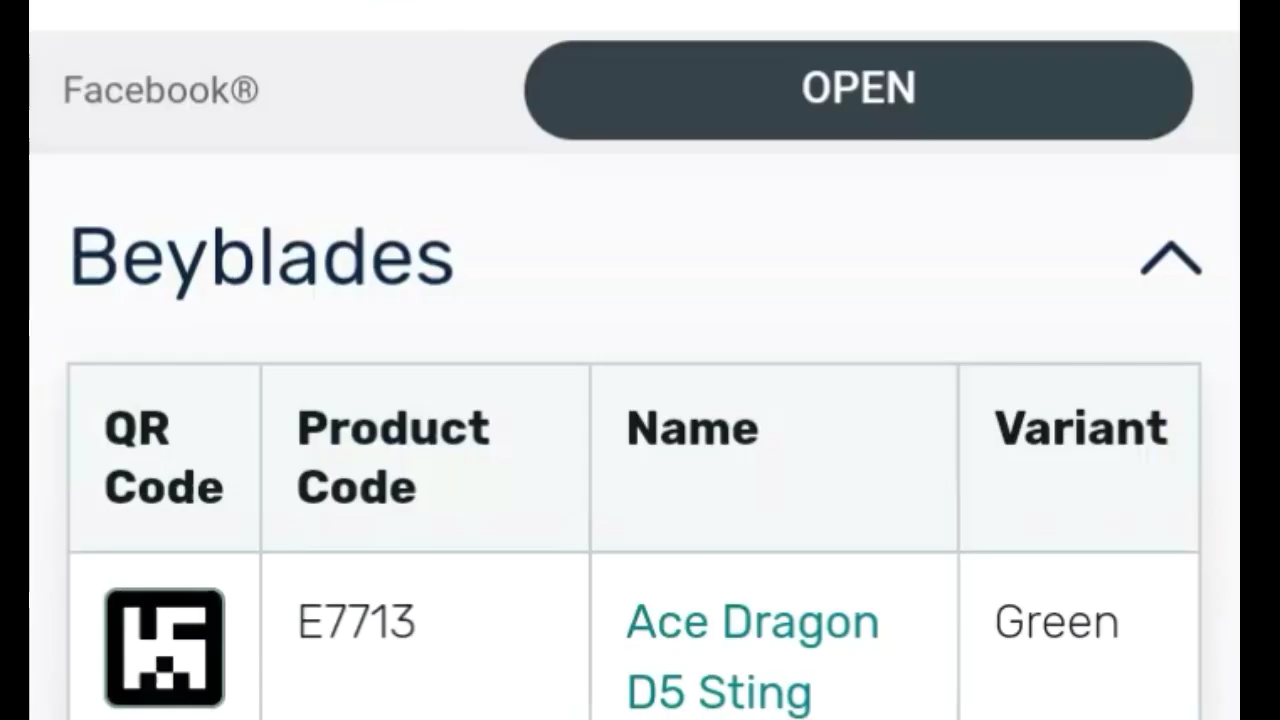 Facebook®
OPEN
Beyblades
QR Code
Product Code
Name
Variant
E7713
Ace Dragon
D5 Sting
Green